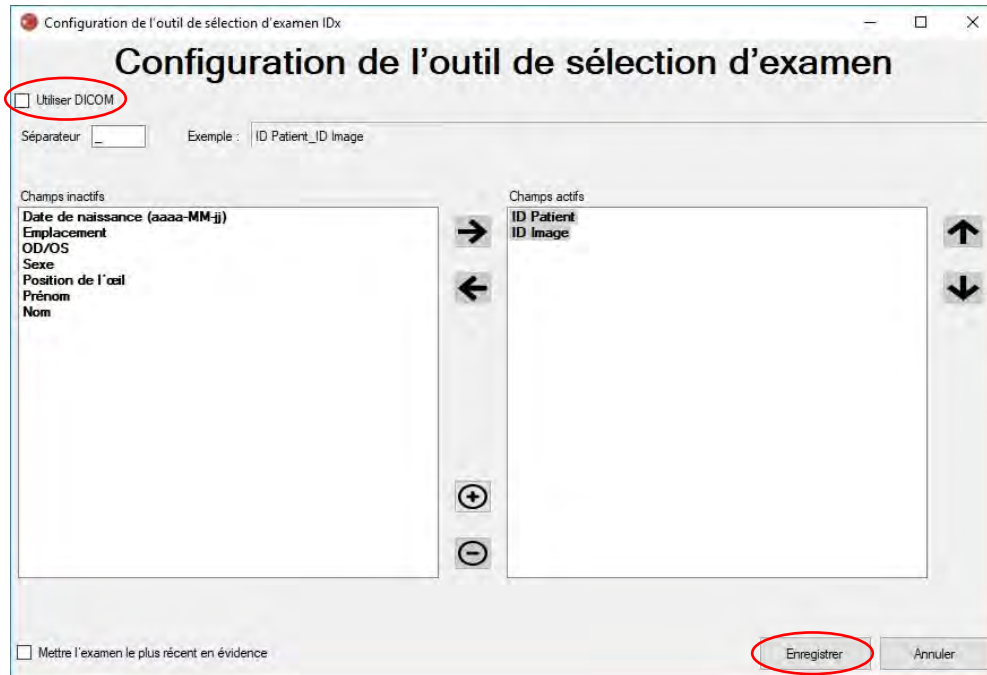 Configuration de l'outil de sélection d'examen IDx
Configuration de l'outil de sélection d'examen
Utiliser DICOM
Séparateur _ Exemple : ID Patient_ID Image
Champs inactifs
Date de naissance (aaaa-MM-jj)
Emplacement
OD/OS
Sexe
Position de l'œil
Prénom
Nom
Champs actifs
ID Patient
ID Image
Mettre l'examen le plus récent en évidence
Enregistrer
Annuler